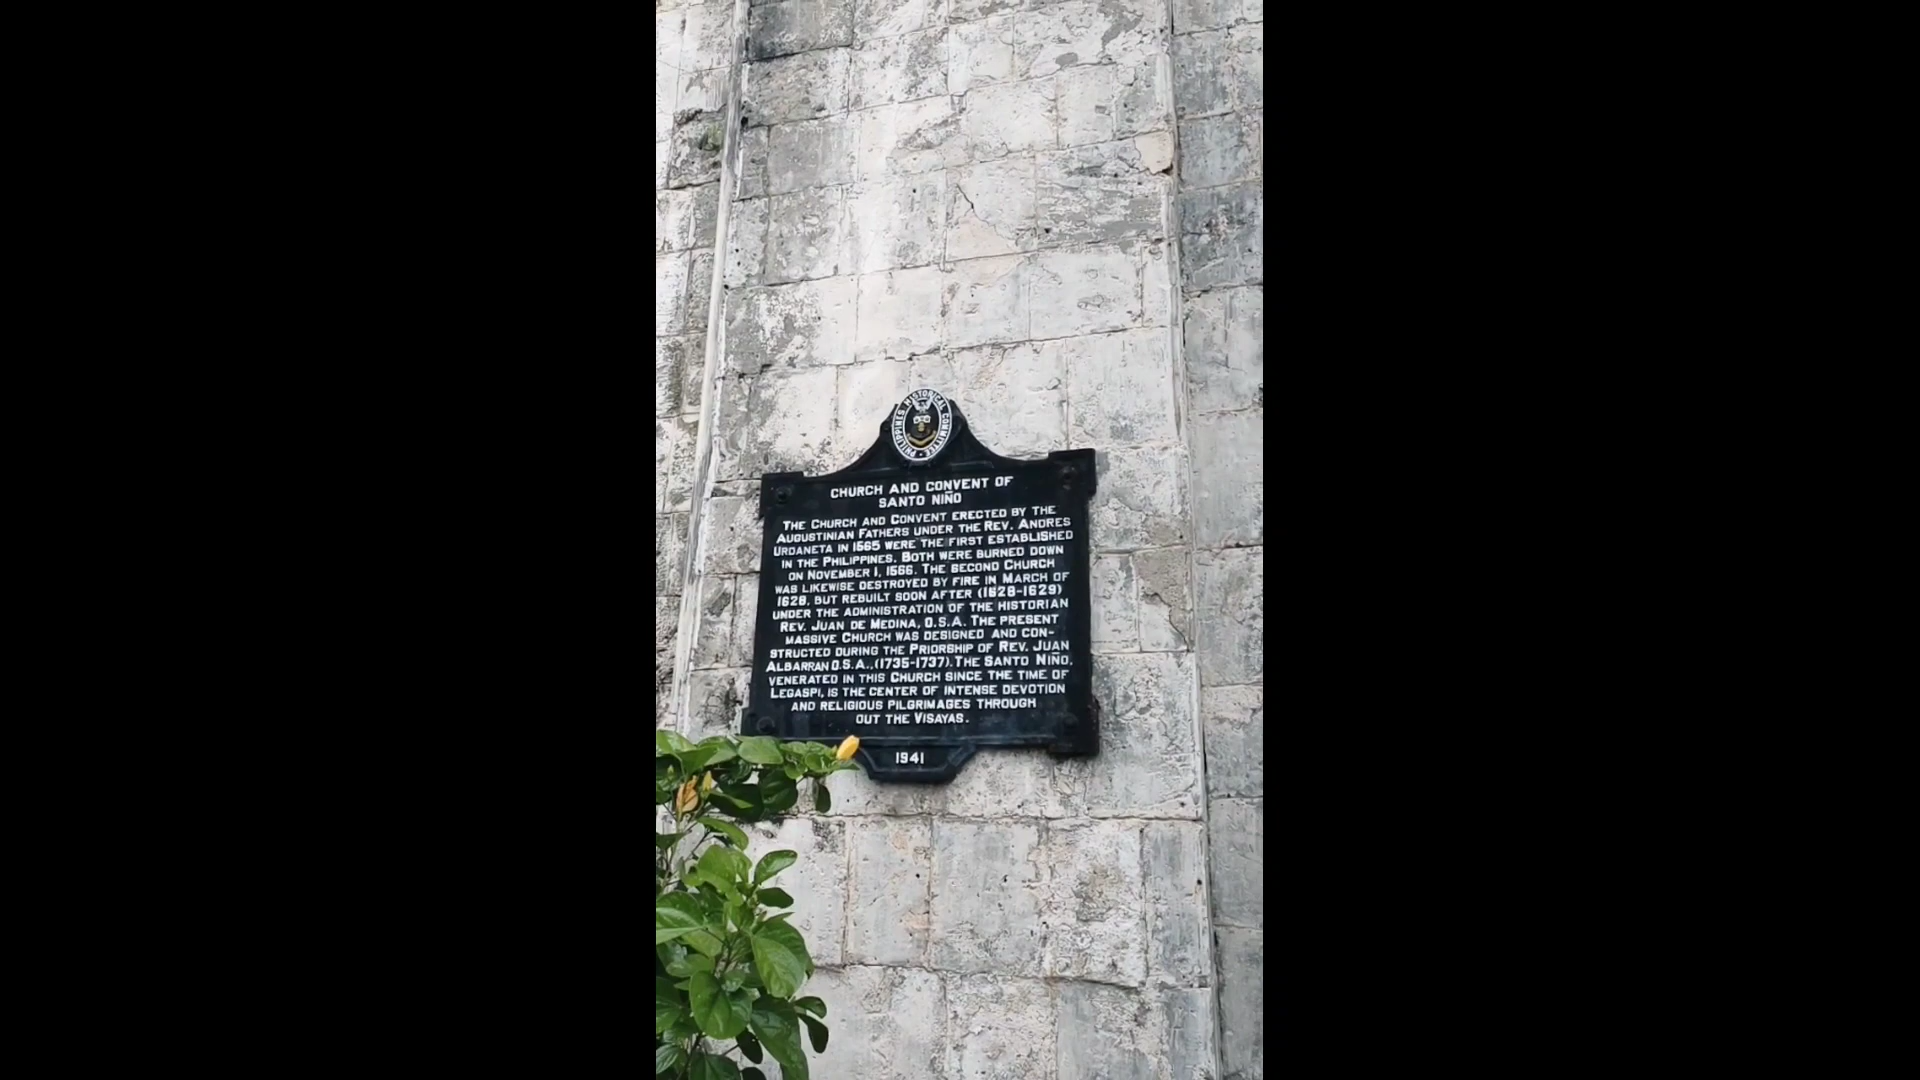 PHILIPPINES HISTORICAL COMMITTEE
CHURCH AND CONVENT OF
SANTO NIÑO
THE CHURCH AND CONVENT ERECTED BY THE
AUGUSTINIAN FATHERS UNDER THE REV. ANDRES
URDANETA IN 1565 WERE THE FIRST ESTABLISHED
IN THE PHILIPPINES. BOTH WERE BURNED DOWN
ON NOVEMBER 1, 1566. THE SECOND CHURCH
WAS LIKEWISE DESTROYED BY FIRE IN MARCH OF
1628, BUT REBUILT SOON AFTER (1628-1629)
UNDER THE ADMINISTRATION OF THE HISTORIAN
REV. JUAN DE MEDINA, O.S.A. THE PRESENT
MASSIVE CHURCH WAS DESIGNED AND CON-
STRUCTED DURING THE PRIORSHIP OF REV. JUAN
ALBARRAN O.S.A., (1735-1737). THE SANTO NIÑO,
VENERATED IN THIS CHURCH SINCE THE TIME OF
LEGASPI, IS THE CENTER OF INTENSE DEVOTION
AND RELIGIOUS PILGRIMAGES THROUGH
OUT THE VISAYAS.
1941